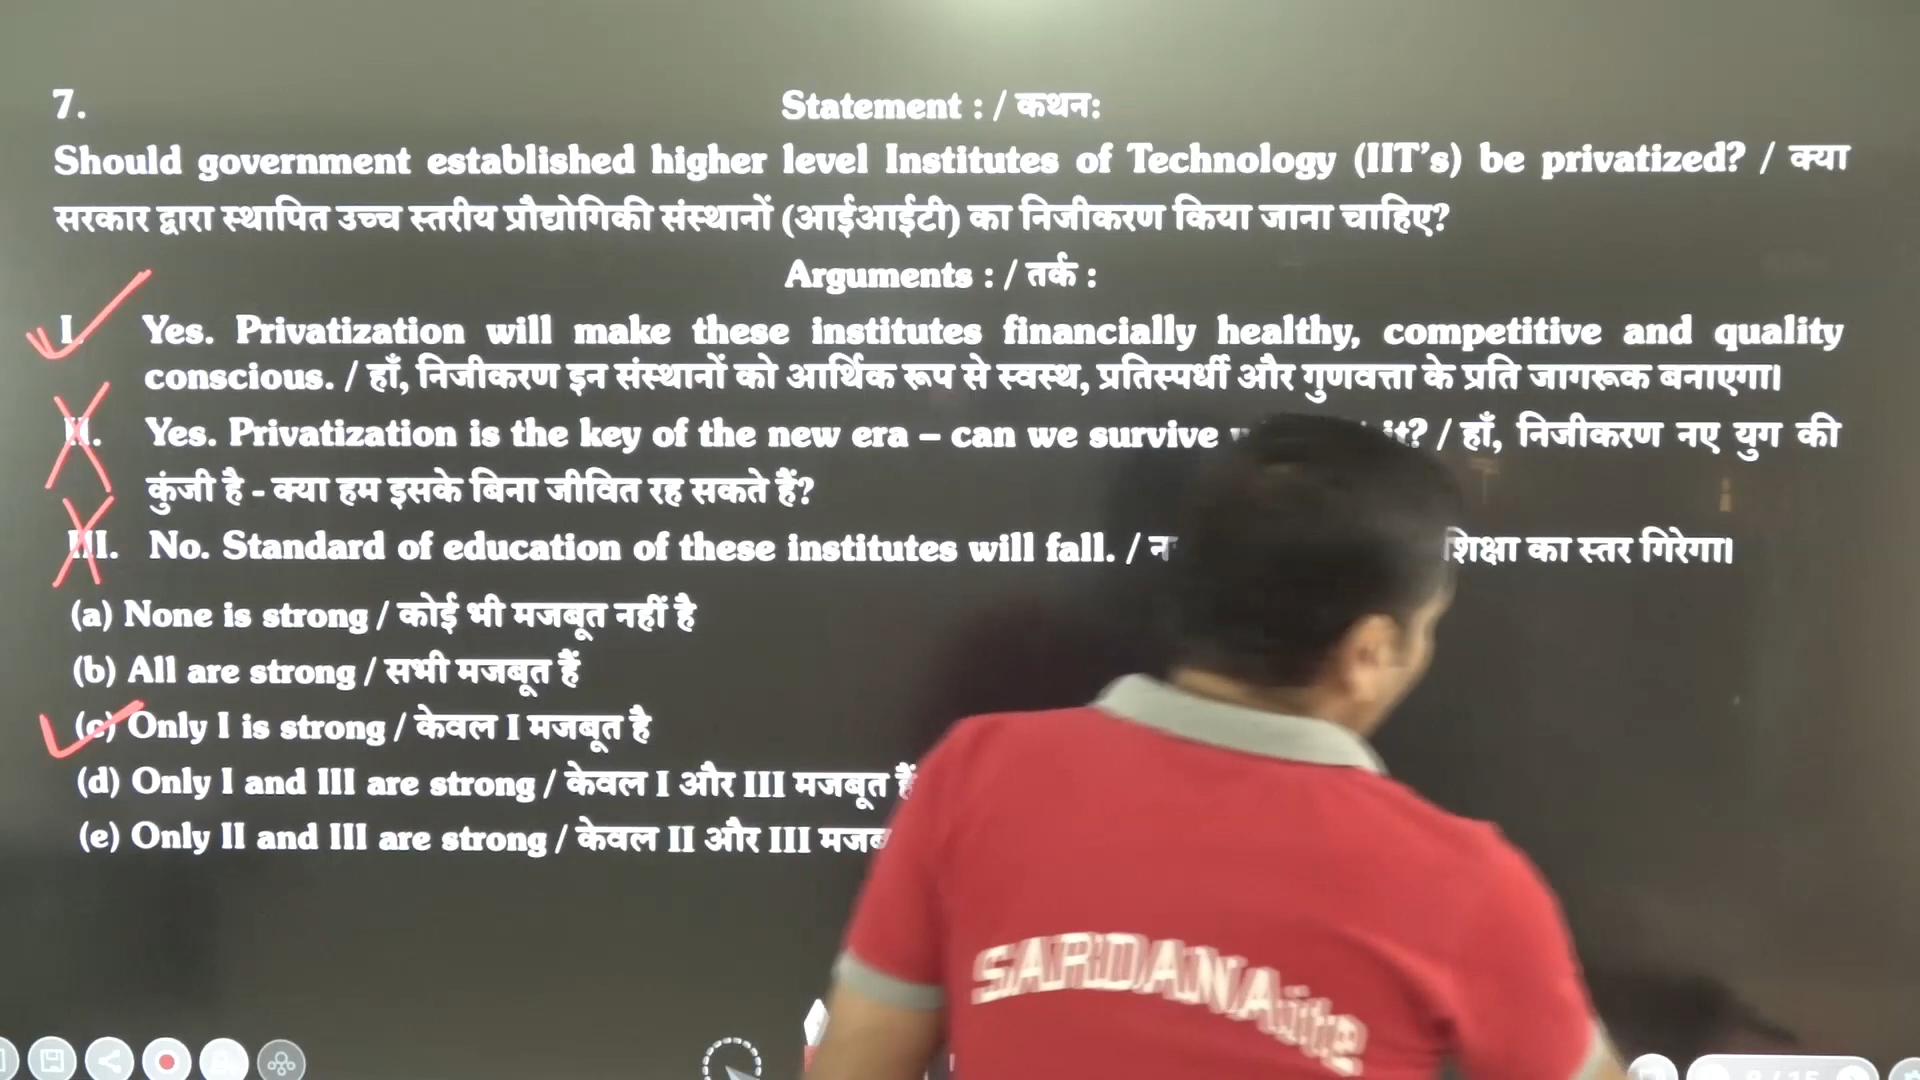 7.
Statement : / कथन:
Should government established higher level Institutes of Technology (IIT's) be privatized? / क्या
सरकार द्वारा स्थापित उच्च स्तरीय प्रौद्योगिकी संस्थानों (आईआईटी) का निजीकरण किया जाना चाहिए?
Arguments : / तर्क :
I. Yes. Privatization will make these institutes financially healthy, competitive and quality
conscious. / हाँ, निजीकरण इन संस्थानों को आर्थिक रूप से स्वस्थ, प्रतिस्पर्धी और गुणवत्ता के प्रति जागरूक बनाएगा।
II. Yes. Privatization is the key of the new era – can we survive it? / हाँ, निजीकरण नए युग की
कुंजी है - क्या हम इसके बिना जीवित रह सकते हैं?
III. No. Standard of education of these institutes will fall. / शिक्षा का स्तर गिरेगा।
(a) None is strong / कोई भी मजबूत नहीं है
(b) All are strong / सभी मजबूत हैं
(c) Only I is strong / केवल I मजबूत है
(d) Only I and III are strong / केवल I और III मजबूत हैं
(e) Only II and III are strong / केवल II और III
SARDANA